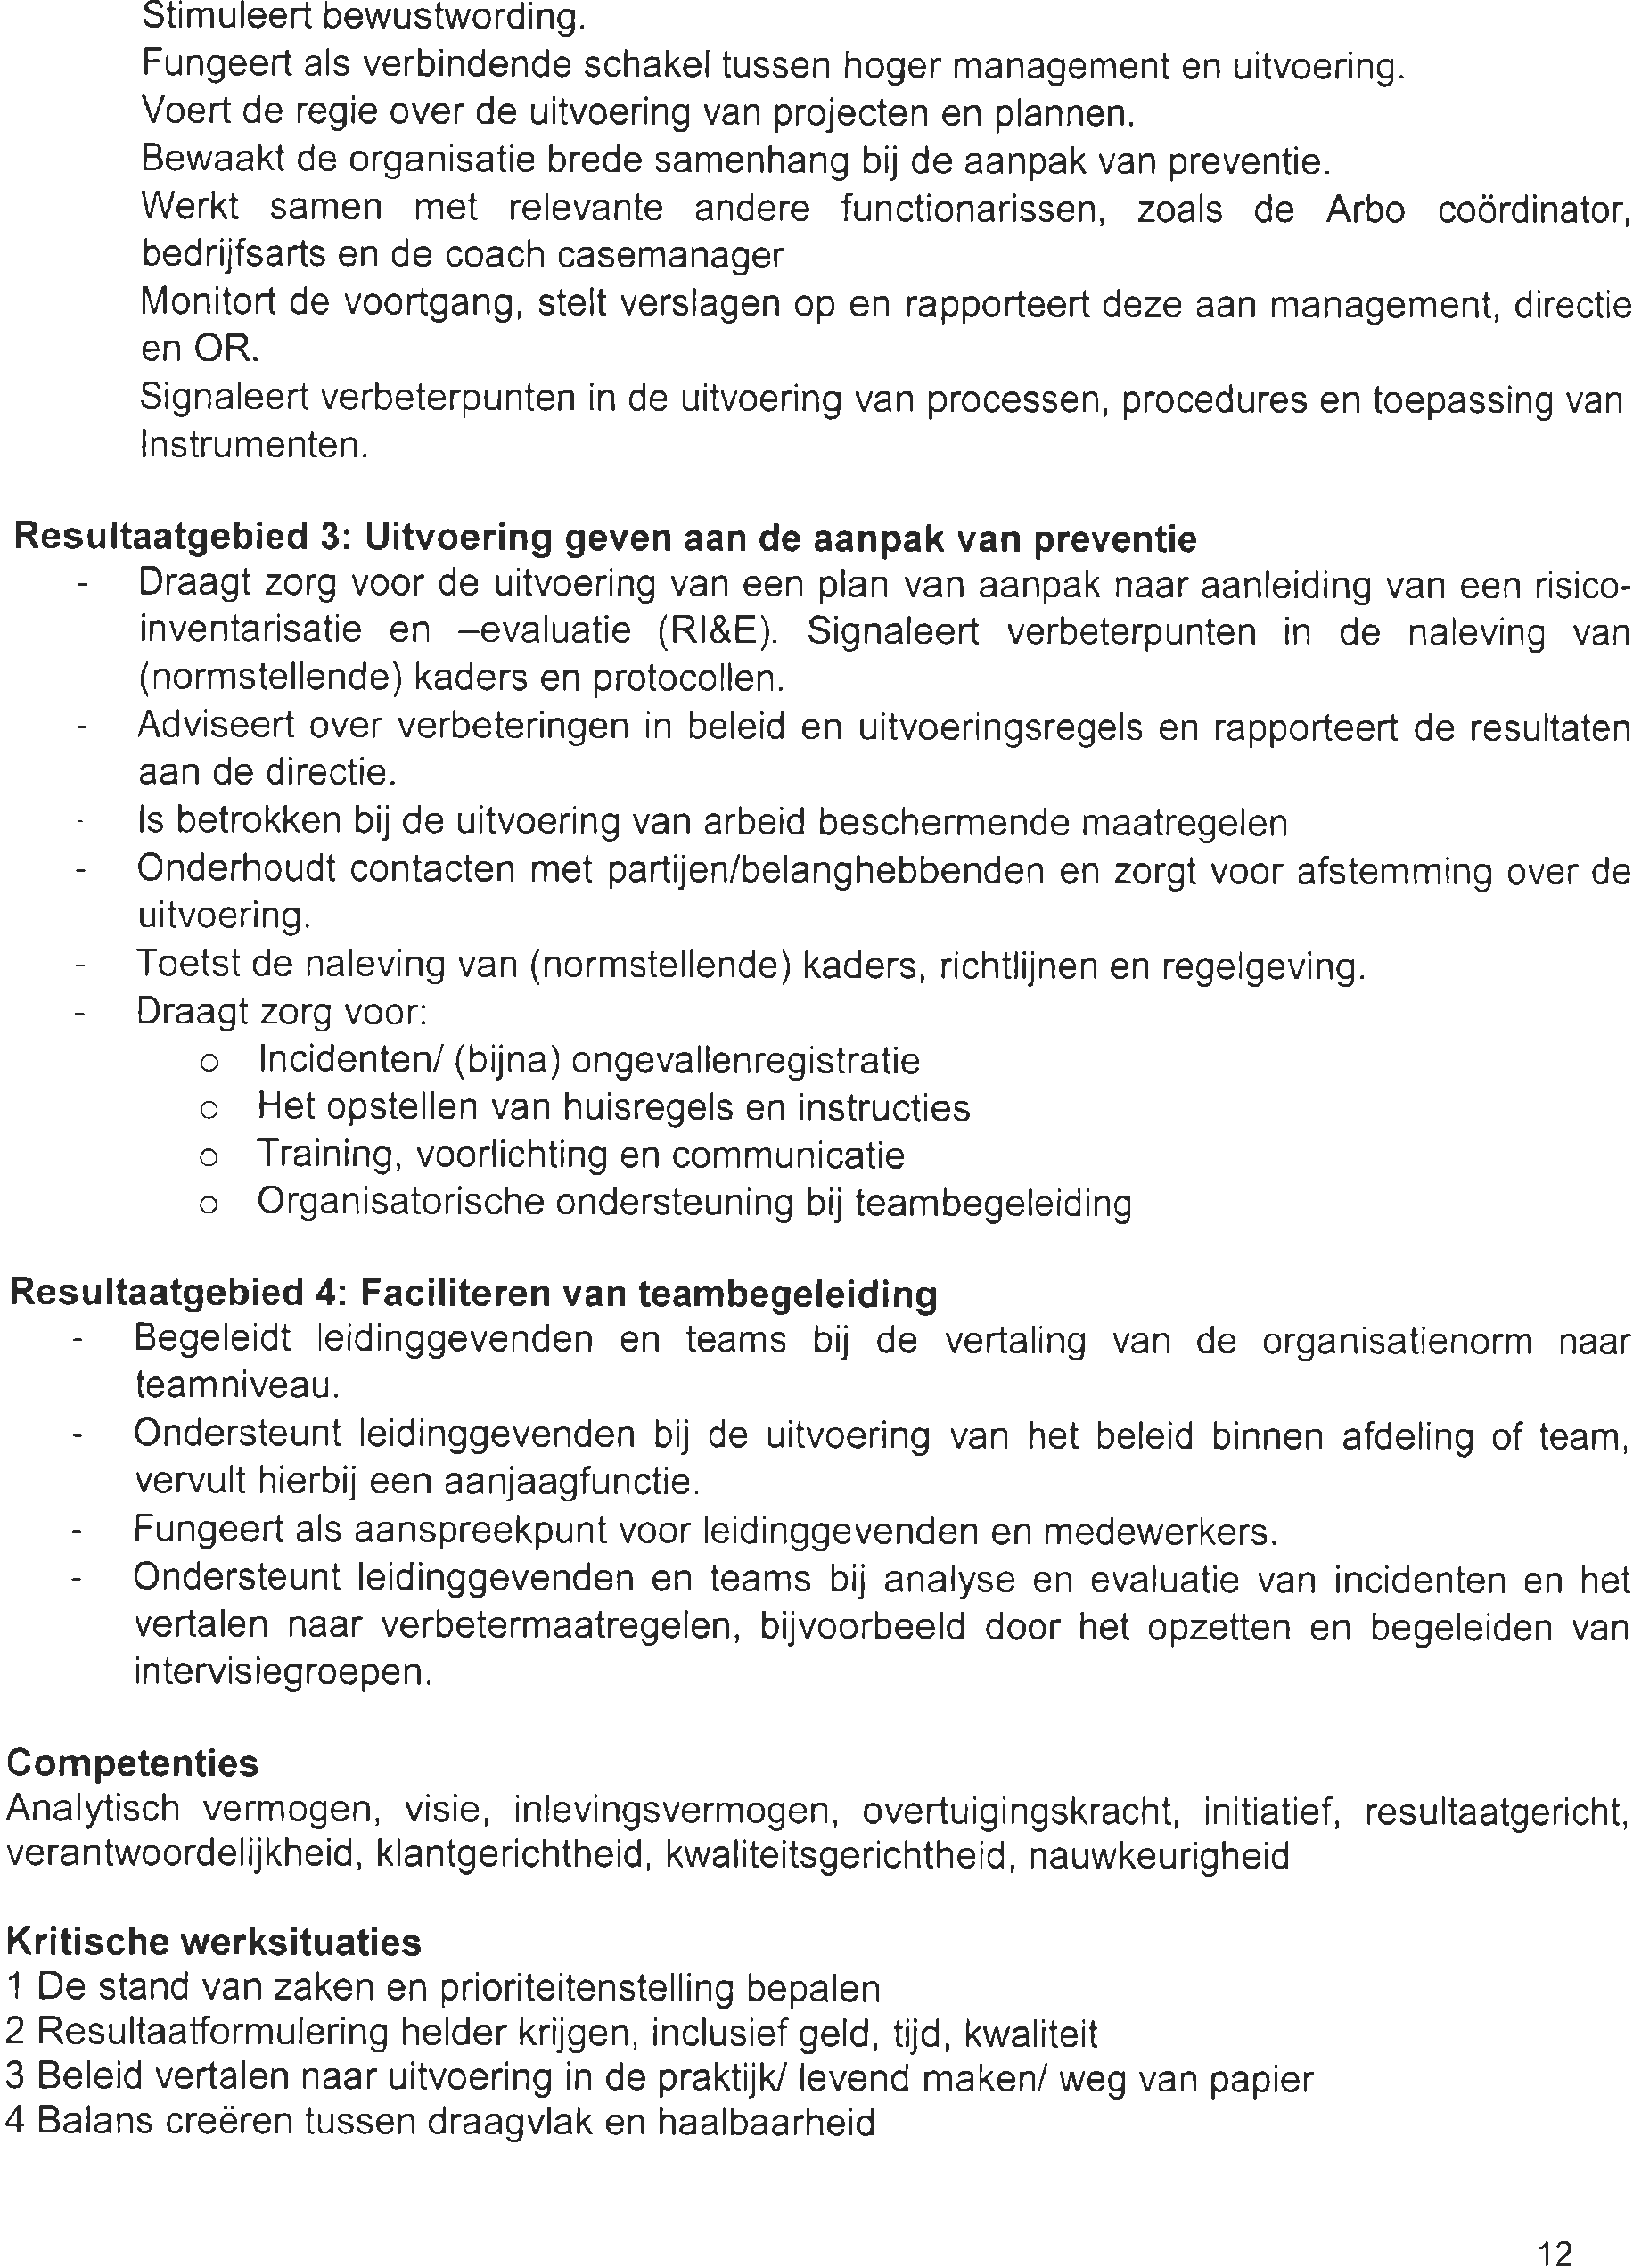 Stimuleert bewustwording.
Fungeert als verbindende schakel tussen hoger management en uitvoering.
Voert de regie over de uitvoering van projecten en plannen.
Bewaakt de organisatie brede samenhang bij de aanpak van preventie.
Werkt samen met relevante andere functionarissen, zoals de Arbo coördinator,
bedrijfsarts en de coach casemanager
Monitort de voortgang, stelt verslagen op en rapporteert deze aan management, directie
en OR.
Signaleert verbeterpunten in de uitvoering van processen, procedures en toepassing van
Instrumenten.
Resultaatgebied 3: Uitvoering geven aan de aanpak van preventie
- Draagt zorg voor de uitvoering van een plan van aanpak naar aanleiding van een risico-
inventarisatie en –evaluatie (RI&E). Signaleert verbeterpunten in de naleving van
(normstellende) kaders en protocollen.
- Adviseert over verbeteringen in beleid en uitvoeringsregels en rapporteert de resultaten
aan de directie.
- Is betrokken bij de uitvoering van arbeid beschermende maatregelen
- Onderhoudt contacten met partijen/belanghebbenden en zorgt voor afstemming over de
uitvoering.
- Toetst de naleving van (normstellende) kaders, richtlijnen en regelgeving.
- Draagt zorg voor:
o Incidenten/ (bijna) ongevallenregistratie
o Het opstellen van huisregels en instructies
o Training, voorlichting en communicatie
o Organisatorische ondersteuning bij teambegeleiding
Resultaatgebied 4: Faciliteren van teambegeleiding
- Begeleidt leidinggevenden en teams bij de vertaling van de organisatienorm naar
teamniveau.
- Ondersteunt leidinggevenden bij de uitvoering van het beleid binnen afdeling of team,
vervult hierbij een aanjaagfunctie.
- Fungeert als aanspreekpunt voor leidinggevenden en medewerkers.
- Ondersteunt leidinggevenden en teams bij analyse en evaluatie van incidenten en het
vertalen naar verbetermaatregelen, bijvoorbeeld door het opzetten en begeleiden van
intervisiegroepen.
Competenties
Analytisch vermogen, visie, inlevingsvermogen, overtuigingskracht, initiatief, resultaatgericht,
verantwoordelijkheid, klantgerichtheid, kwaliteitsgerichtheid, nauwkeurigheid
Kritische werksituaties
1 De stand van zaken en prioriteitenstelling bepalen
2 Resultaatformulering helder krijgen, inclusief geld, tijd, kwaliteit
3 Beleid vertalen naar uitvoering in de praktijk/ levend maken/ weg van papier
4 Balans creëren tussen draagvlak en haalbaarheid
12